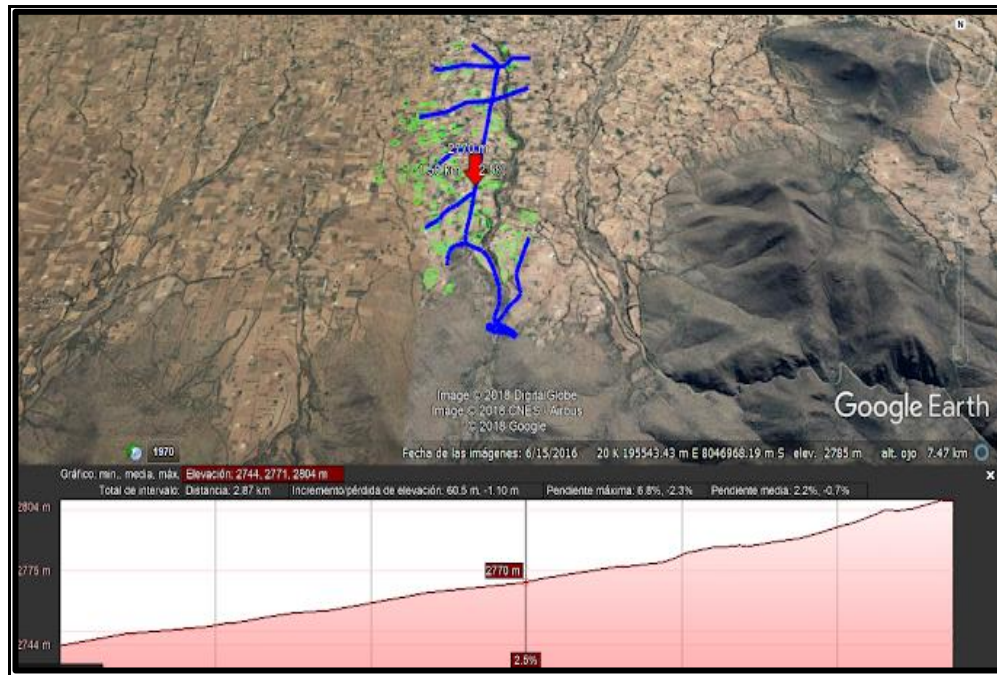 N
2770 m
2.5%
Image © 2018 DigitalGlobe
Image © 2018 CNES / Airbus
© 2018 Google
Google Earth
1970
Fecha de las imágenes: 6/15/2016 20 K 195543.43 m E 8046968.19 m S elev. 2785 m alt. ojo 7.47 km
Gráfico: min., media, máx. Elevación: 2744, 2771, 2804 m
Total de intervalo: Distancia: 2.87 km Incremento/pérdida de elevación: 60.5 m, -1.10 m Pendiente máxima: 6.8%, -2.3% Pendiente media: 2.2%, -0.7%
2804 m
2775 m
2770 m
2744 m
2.5%